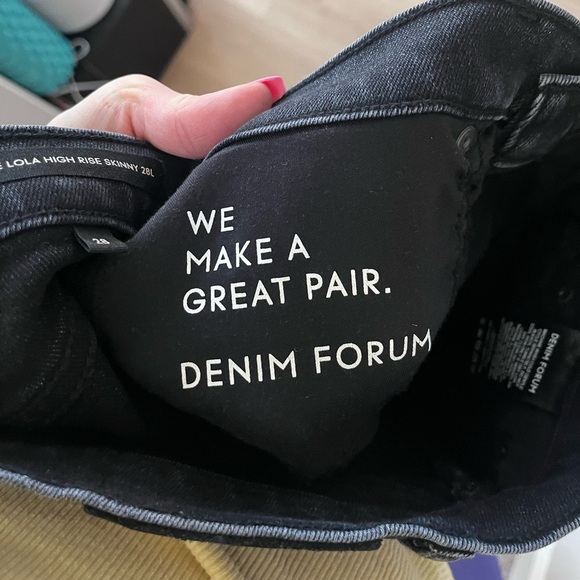 E LOLA HIGH RISE SKINNY 28L
28
WE
MAKE A
GREAT PAIR.
DENIM FORUM
DENIM FORUM